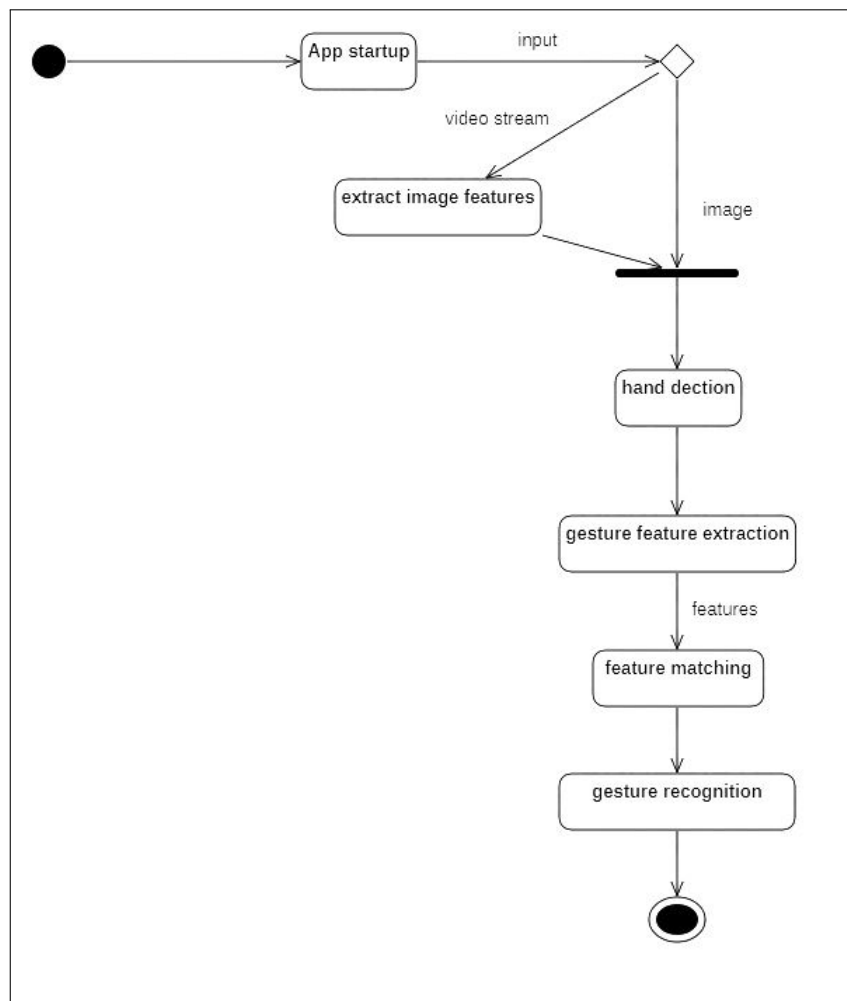 App startup
input
video stream
extract image features
image
hand dection
gesture feature extraction
features
feature matching
gesture recognition